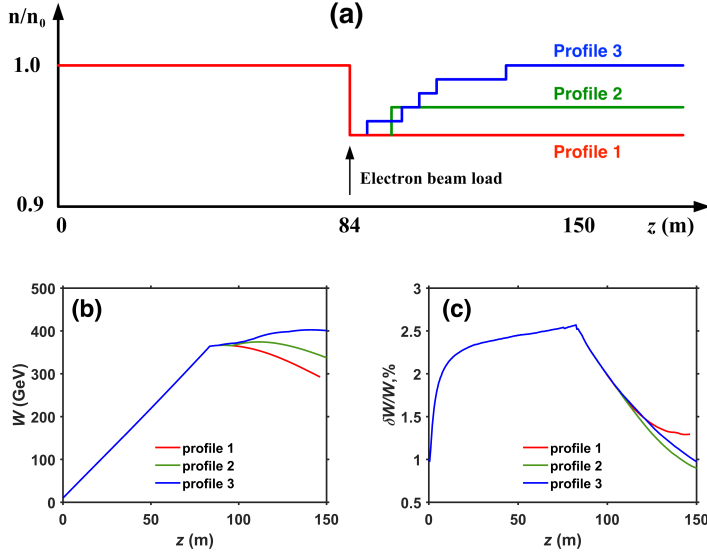 (a)
n/n₀
1.0
0.9
Profile 3
Profile 2
Profile 1
Electron beam load
0 84 150 z (m)
(b)
500
400
300
200
100
0
W (GeV)
profile 1
profile 2
profile 3
0 50 100 150
z (m)
(c)
3
2.5
2
1.5
1
0.5
δW/W,%
profile 1
profile 2
profile 3
0 50 100 150
z (m)